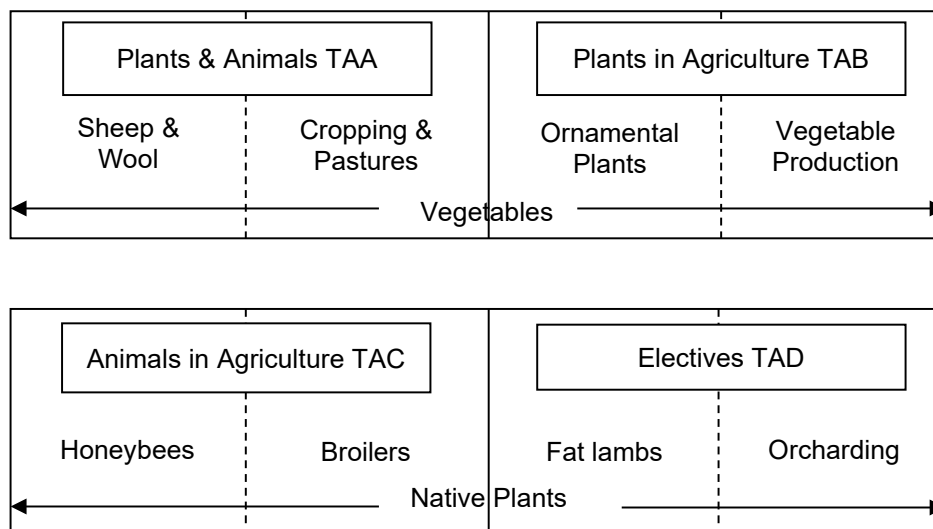 Plants & Animals TAA
Plants in Agriculture TAB
Sheep &
Wool
Cropping &
Pastures
Ornamental
Plants
Vegetable
Production
Vegetables
Animals in Agriculture TAC
Electives TAD
Honeybees
Broilers
Fat lambs
Orcharding
Native Plants